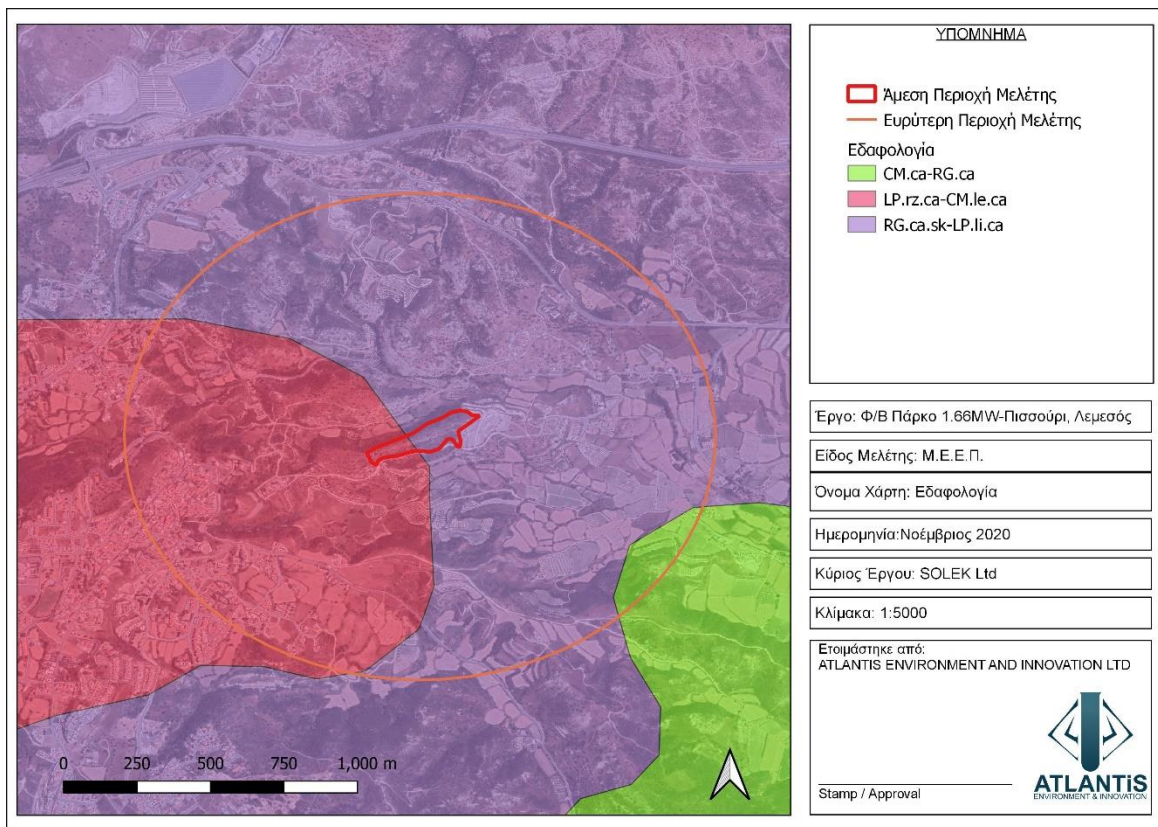 ΥΠΟΜΝΗΜΑ
Άμεση Περιοχή Μελέτης
Ευρύτερη Περιοχή Μελέτης
Εδαφολογία
CM.ca-RG.ca
LP.rz.ca-CM.le.ca
RG.ca.sk-LP.li.ca
Έργο: Φ/Β Πάρκο 1.66MW-Πισσούρι, Λεμεσός
Είδος Μελέτης: Μ.Ε.Ε.Π.
Όνομα Χάρτη: Εδαφολογία
Ημερομηνία:Νοέμβριος 2020
Κύριος Έργου: SOLEK Ltd
Κλίμακα: 1:5000
Ετοιμάστηκε από:
ATLANTIS ENVIRONMENT AND INNOVATION LTD
ATLANTiS
ENVIRONMENT & INNOVATION
Stamp / Approval
0 250 500 750 1,000 m